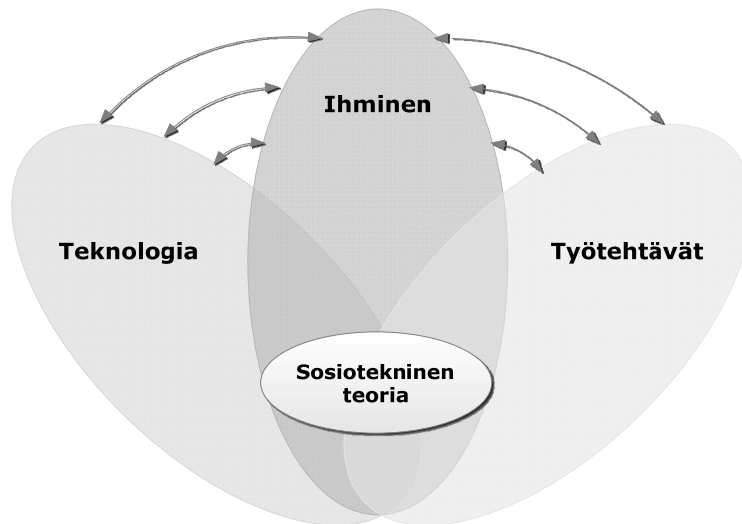 Ihminen
Teknologia
Työtehtävät
Sosiotekninen
teoria